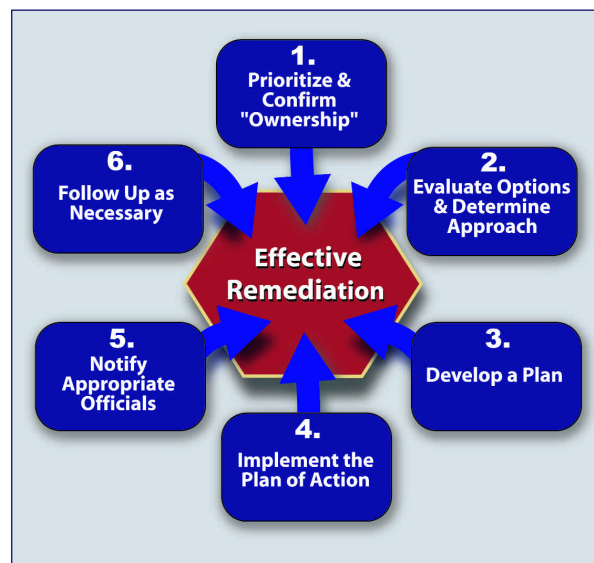 1.
Prioritize &
Confirm
"Ownership"
2.
Evaluate Options
& Determine
Approach
3.
Develop a Plan
4.
Implement the
Plan of Action
5.
Notify
Appropriate
Officials
6.
Follow Up as
Necessary
Effective
Remediation